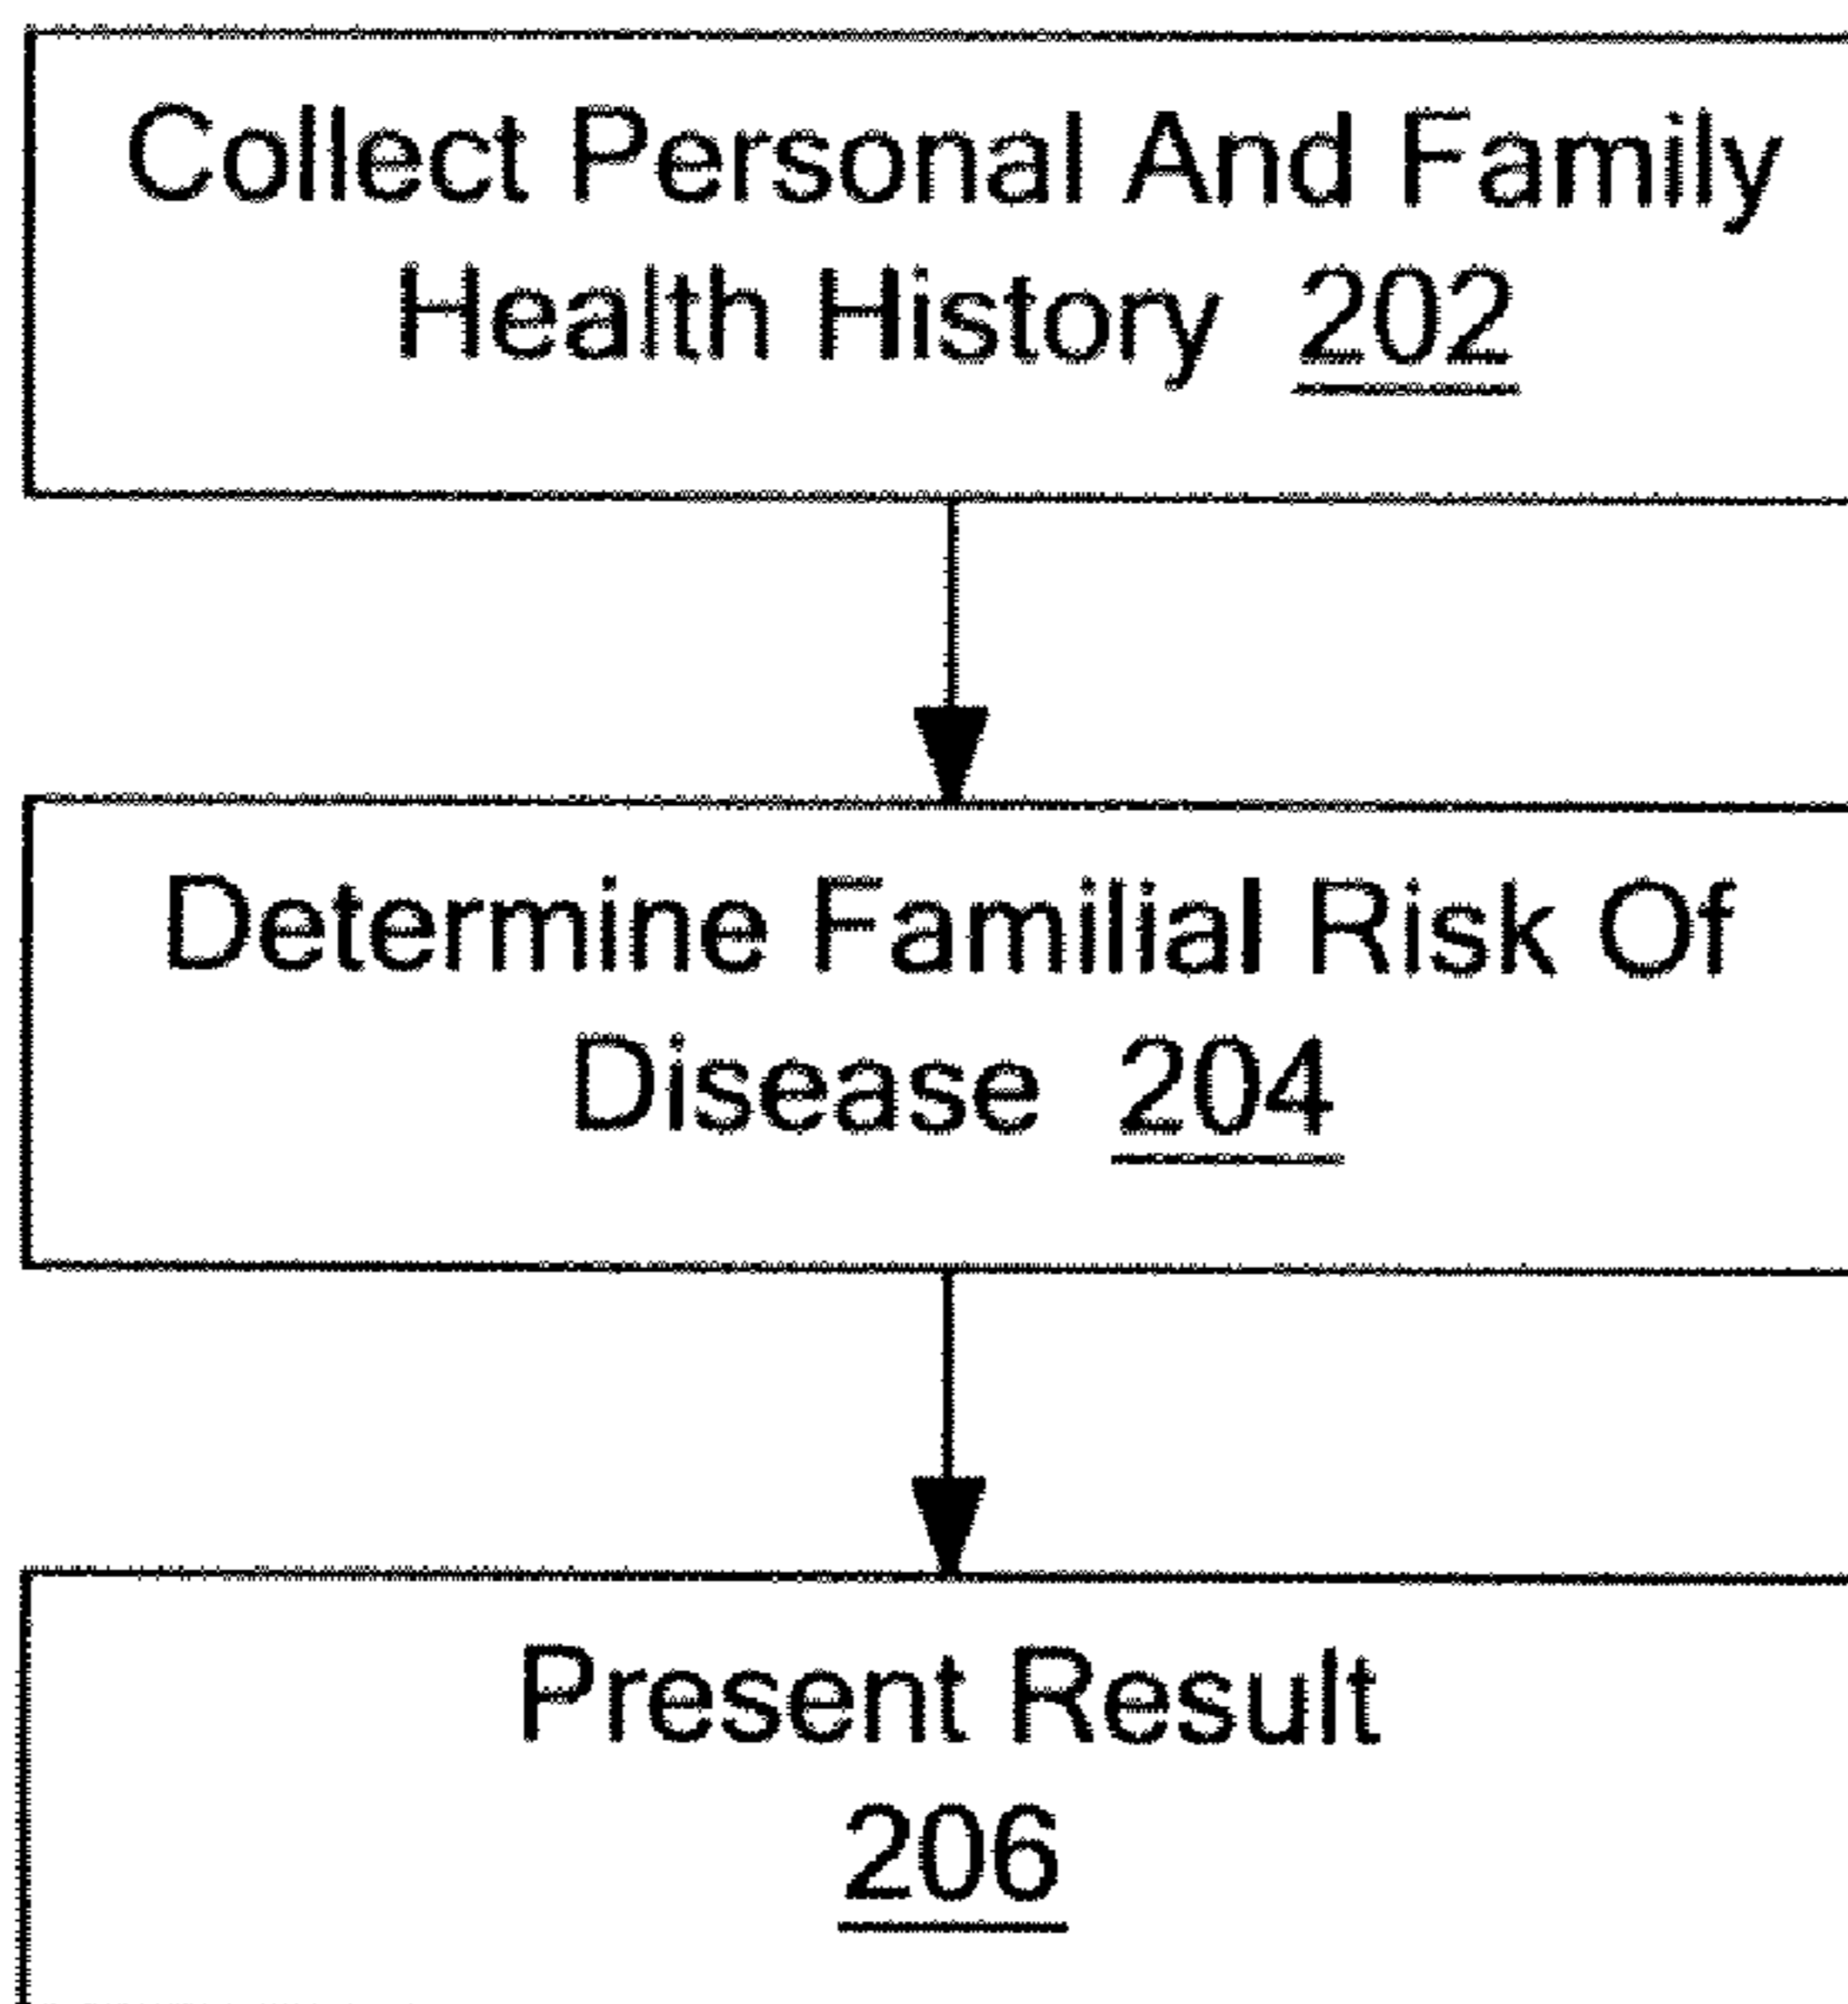 Collect Personal And Family
Health History 202
Determine Familial Risk Of
Disease 204
Present Result
206